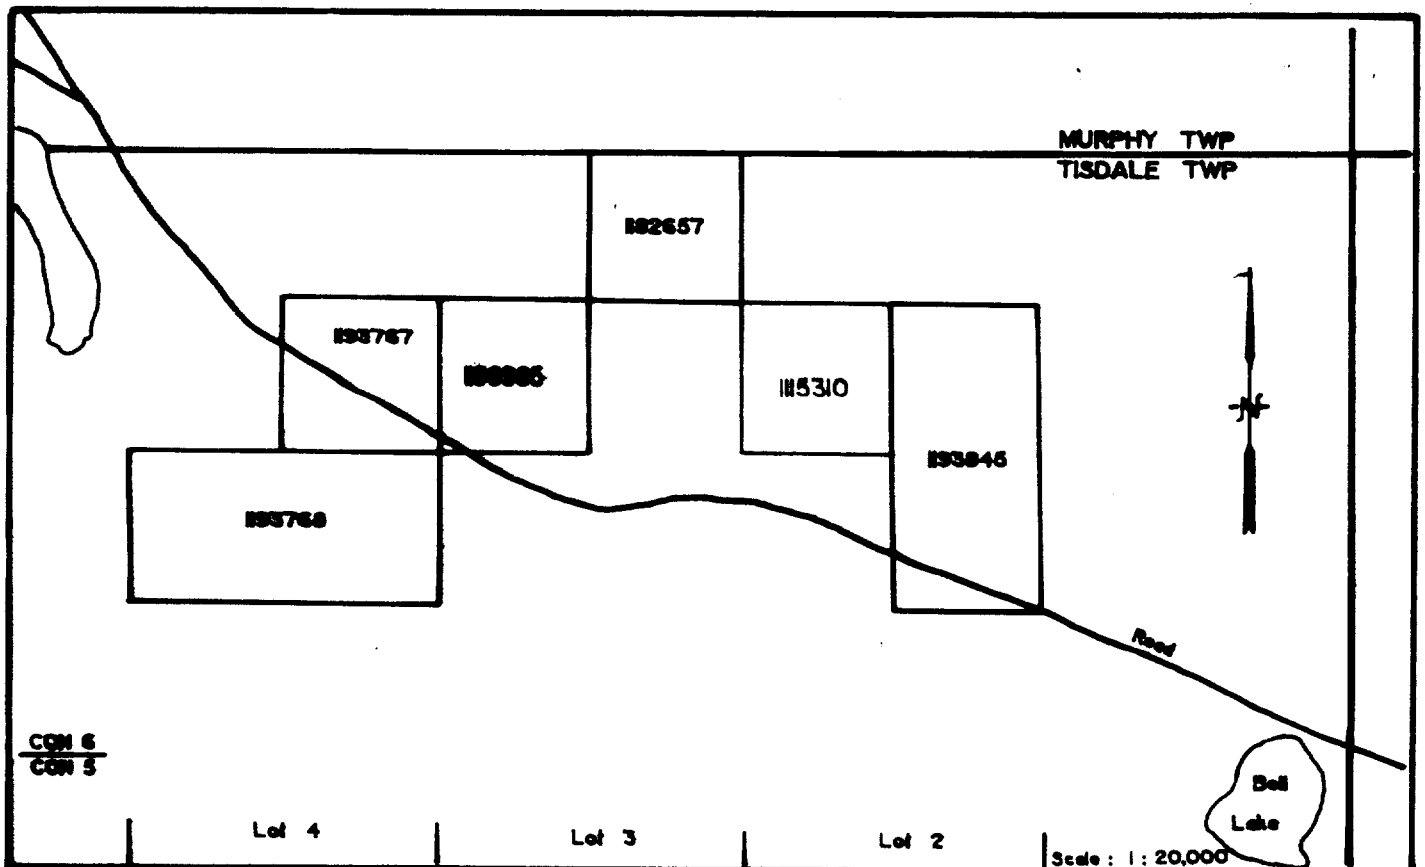 MURPHY TWP
TISDALE TWP
1182657
1193767
1115310
1193845
1193768
Road
CON 6
CON 5
Bell
Lake
Lot 4
Lot 3
Lot 2
Scale : 1 : 20,000